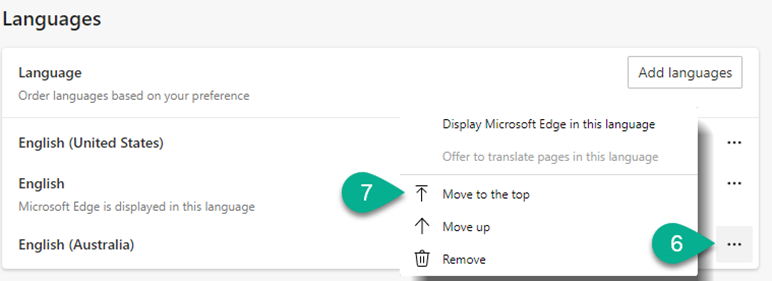 Languages
Language
Add languages
Order languages based on your preference
Display Microsoft Edge in this language
English (United States)
Offer to translate pages in this language
English
7
Move to the top
Microsoft Edge is displayed in this language
Move up
English (Australia)
6
Remove